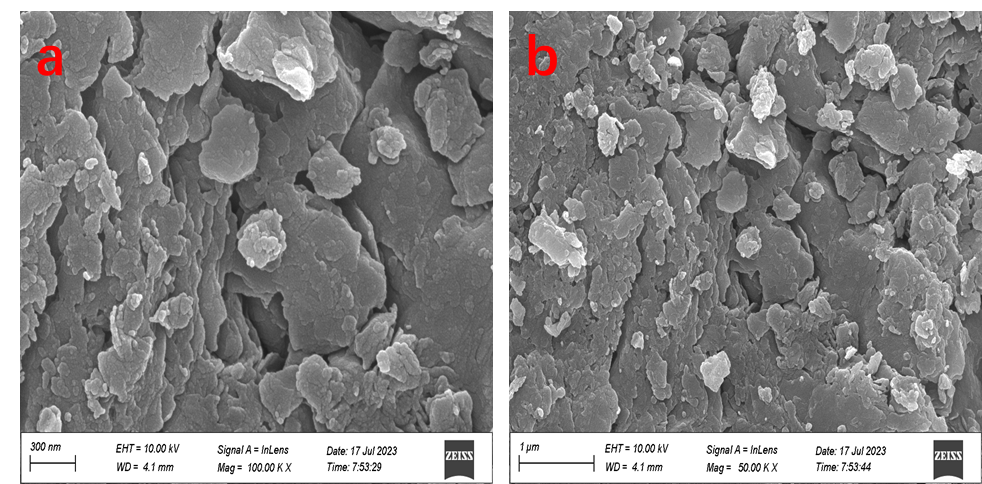 a
300 nm
EHT = 10.00 kV
WD = 4.1 mm
Signal A = InLens
Mag = 100.00 K X
Date: 17 Jul 2023
Time: 7:53:29
ZEISS
b
1 µm
EHT = 10.00 kV
WD = 4.1 mm
Signal A = InLens
Mag = 50.00 K X
Date: 17 Jul 2023
Time: 7:53:44
ZEISS